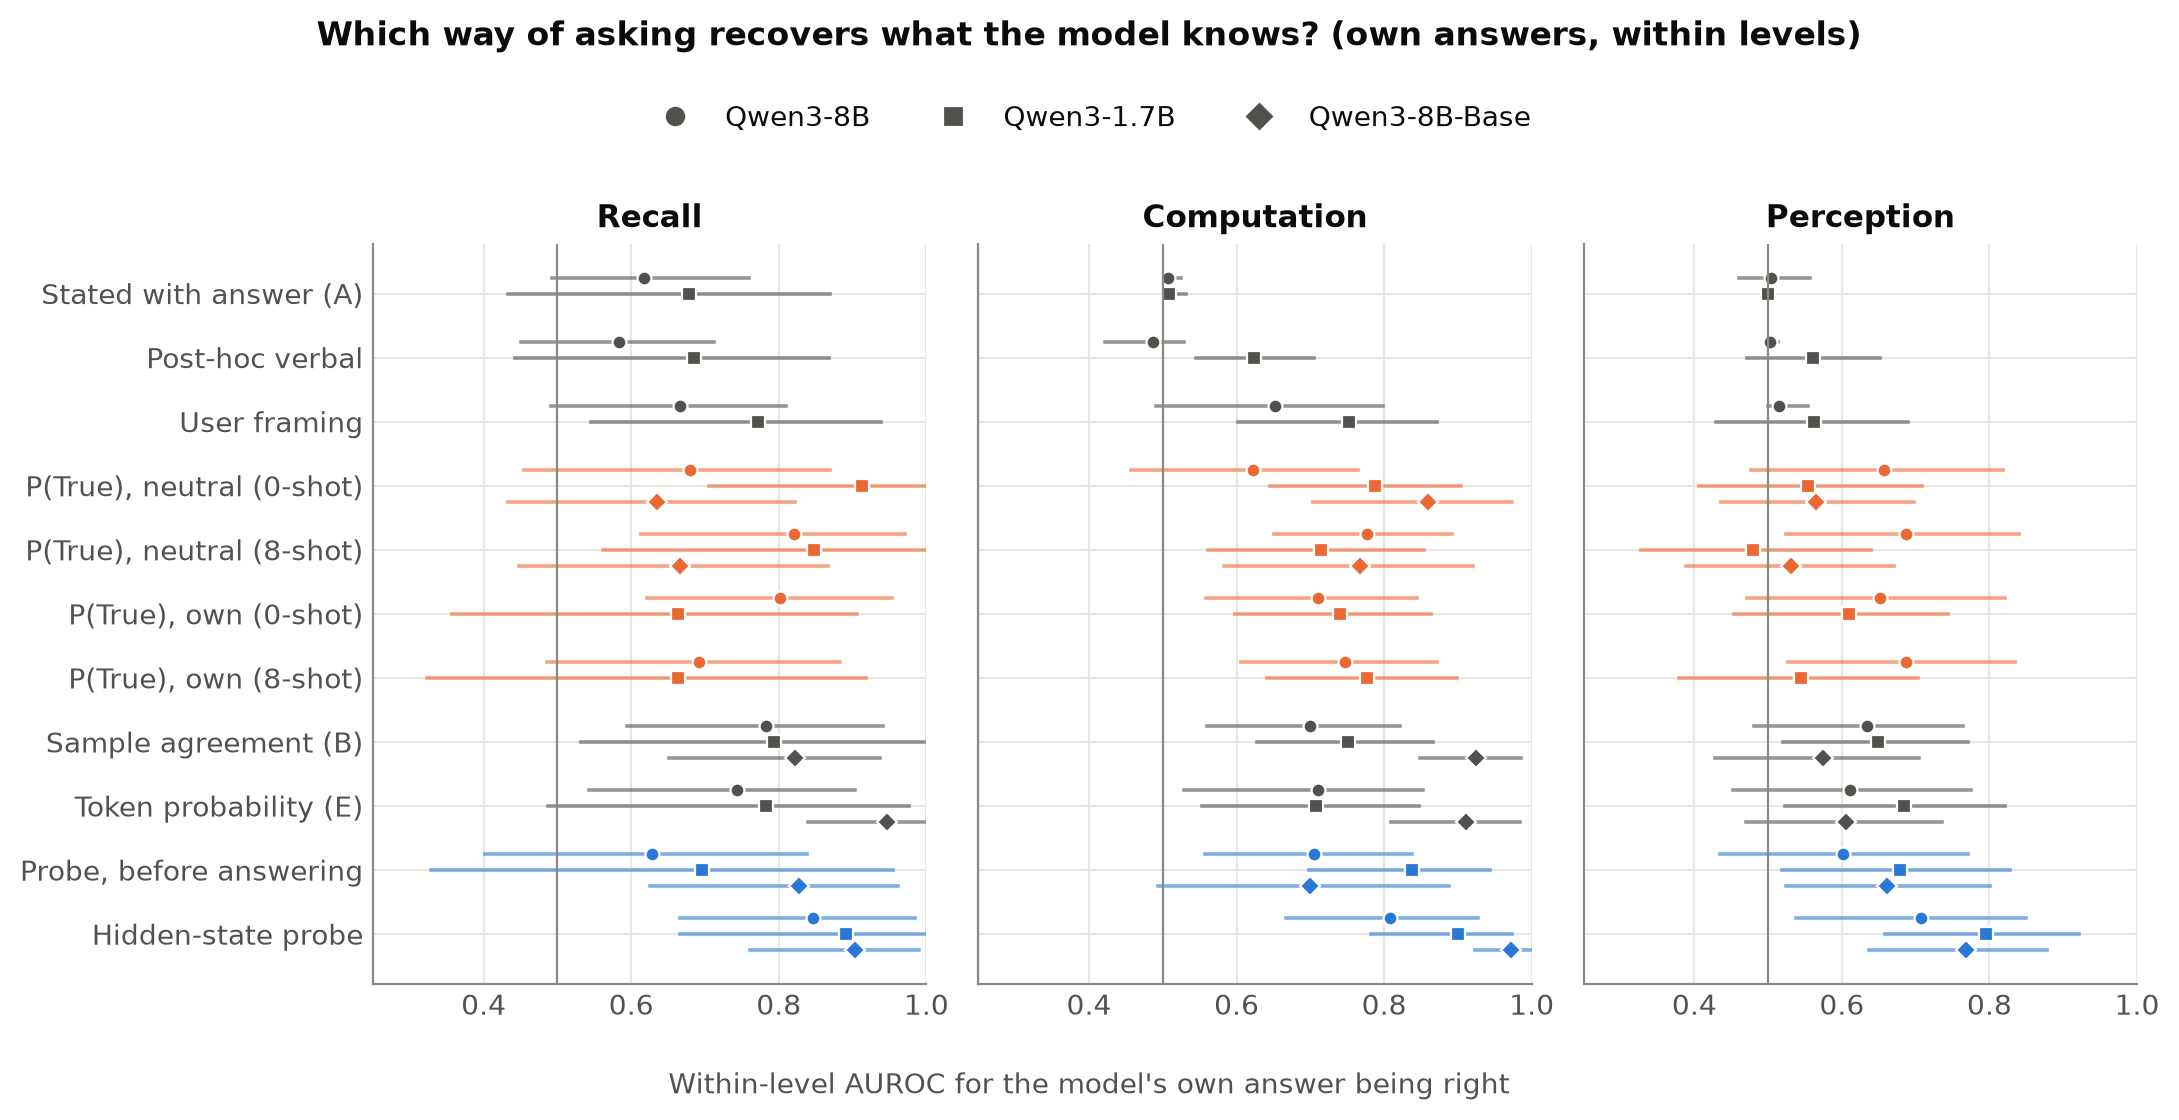 Which way of asking recovers what the model knows? (own answers, within levels)
Qwen3-8B
Qwen3-1.7B
Qwen3-8B-Base
Recall
Computation
Perception
Stated with answer (A)
Post-hoc verbal
User framing
P(True), neutral (0-shot)
P(True), neutral (8-shot)
P(True), own (0-shot)
P(True), own (8-shot)
Sample agreement (B)
Token probability (E)
Probe, before answering
Hidden-state probe
0.4 0.6 0.8 1.0
0.4 0.6 0.8 1.0
0.4 0.6 0.8 1.0
Within-level AUROC for the model's own answer being right